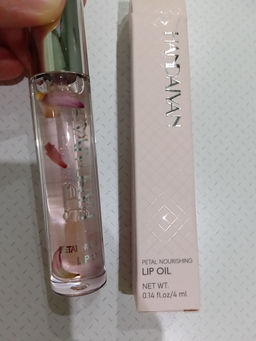 HANDAIYAN
PETAL NOURISHING
LIP OIL
NET WT.
0.14 fl.oz/4 ml